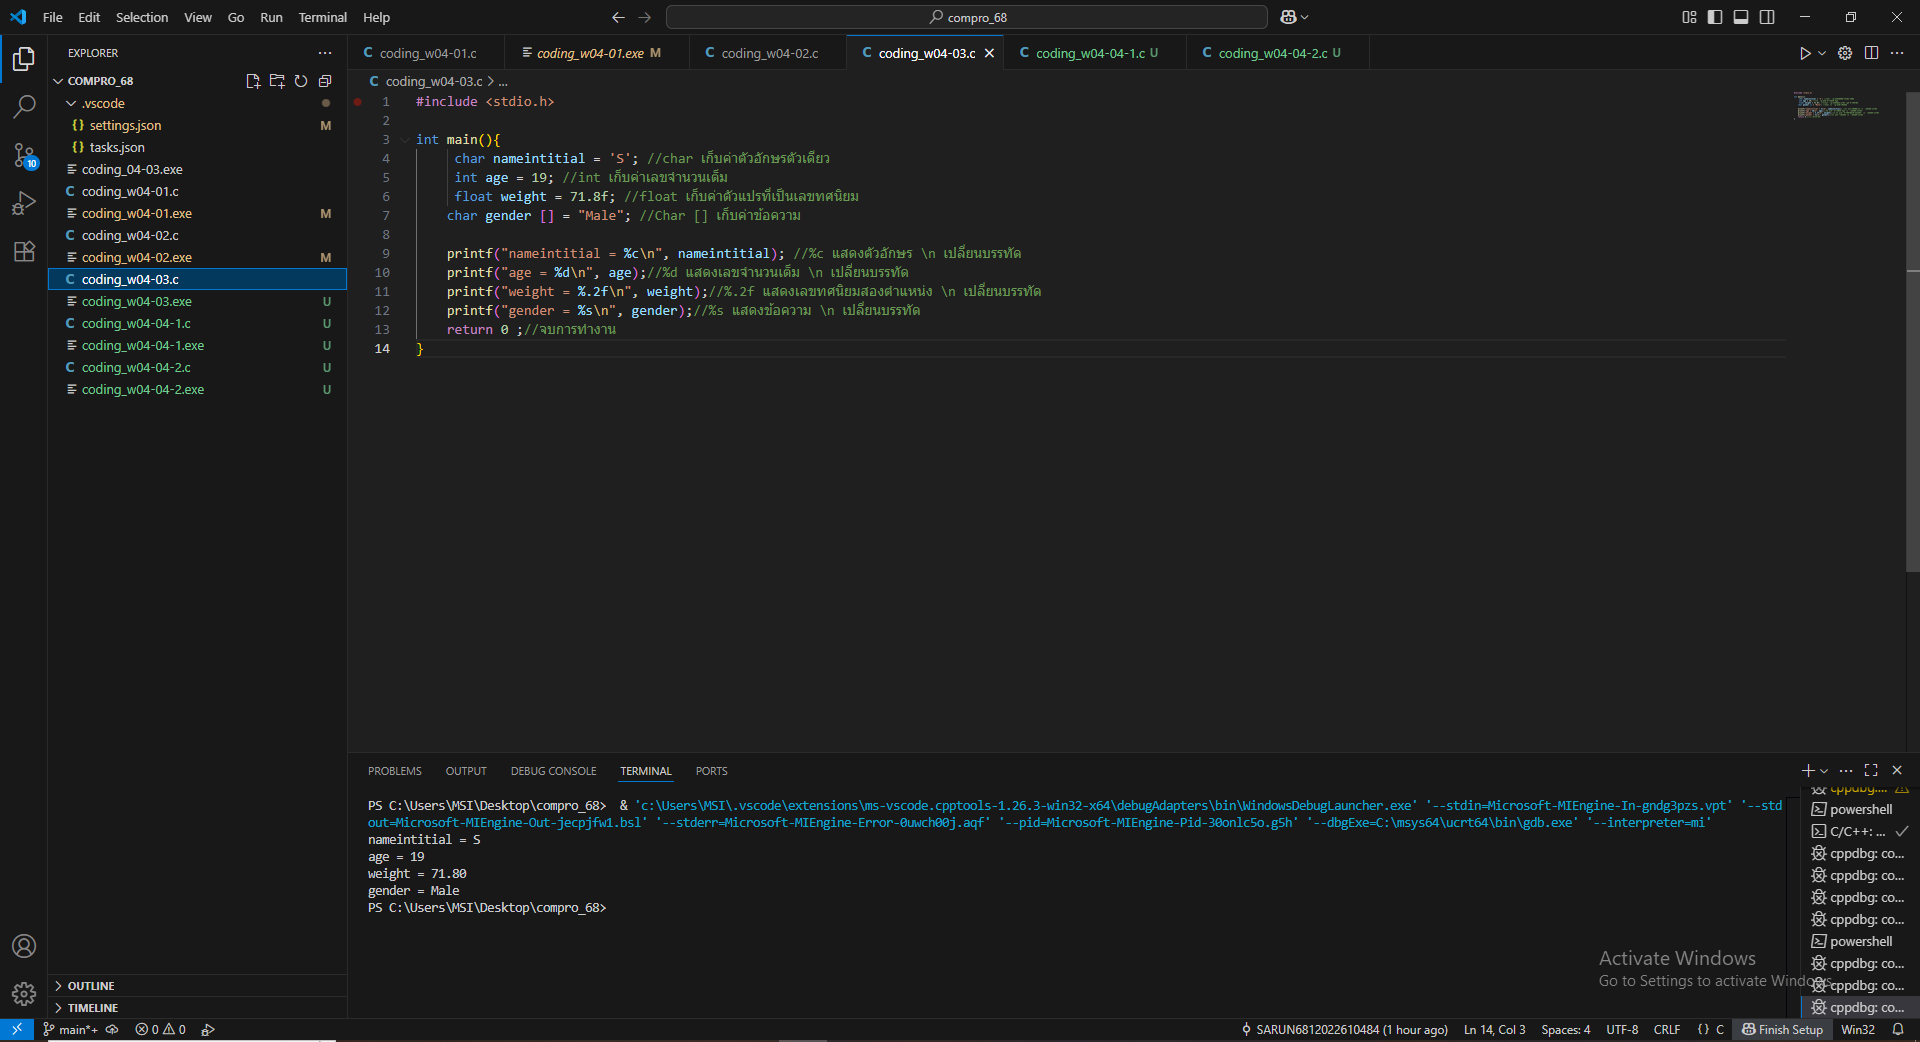 File Edit Selection View Go Run Terminal Help
compro_68
EXPLORER
COMPRO_68
.vscode
settings.json M
tasks.json
coding_04-03.exe
coding_w04-01.c
coding_w04-01.exe M
coding_w04-02.c
coding_w04-02.exe M
coding_w04-03.c
coding_w04-03.exe U
coding_w04-04-1.c U
coding_w04-04-1.exe U
coding_w04-04-2.c U
coding_w04-04-2.exe U
10
OUTLINE
TIMELINE
coding_w04-01.c coding_w04-01.exe M coding_w04-02.c coding_w04-03.c coding_w04-04-1.c U coding_w04-04-2.c U
coding_w04-03.c > ...
1 #include <stdio.h>
2
3 int main(){
4 char nameintitial = 'S'; //char เก็บค่าตัวอักษรตัวเดียว
5 int age = 19; //int เก็บค่าเลขจำนวนเต็ม
6 float weight = 71.8f; //float เก็บค่าตัวแปรที่เป็นเลขทศนิยม
7 char gender [] = "Male"; //Char [] เก็บค่าข้อความ
8
9 printf("nameintitial = %c\n", nameintitial); //%c แสดงตัวอักษร \n เปลี่ยนบรรทัด
10 printf("age = %d\n", age);//%d แสดงเลขจำนวนเต็ม \n เปลี่ยนบรรทัด
11 printf("weight = %.2f\n", weight);//%.2f แสดงเลขทศนิยมสองตำแหน่ง \n เปลี่ยนบรรทัด
12 printf("gender = %s\n", gender);//%s แสดงข้อความ \n เปลี่ยนบรรทัด
13 return 0 ;//จบการทำงาน
14 }
PROBLEMS OUTPUT DEBUG CONSOLE TERMINAL PORTS
PS C:\Users\MSI\Desktop\compro_68>  & 'c:\Users\MSI\.vscode\extensions\ms-vscode.cpptools-1.26.3-win32-x64\debugAdapters\bin\WindowsDebugLauncher.exe' '--stdin=Microsoft-MIEngine-In-gndg3pzs.vpt' '--std
out=Microsoft-MIEngine-Out-jecpjfw1.bsl' '--stderr=Microsoft-MIEngine-Error-0uwch00j.aqf' '--pid=Microsoft-MIEngine-Pid-30onlc5o.g5h' '--dbgExe=C:\msys64\ucrt64\bin\gdb.exe' '--interpreter=mi'
nameintitial = S
age = 19
weight = 71.80
gender = Male
PS C:\Users\MSI\Desktop\compro_68>
cppdbg:...
powershell
C/C++: ...
cppdbg: co...
cppdbg: co...
cppdbg: co...
cppdbg: co...
powershell
cppdbg: co...
cppdbg: co...
cppdbg: co...
Activate Windows
Go to Settings to activate Windows.
main*+ 0 0 SARUN6812022610484 (1 hour ago) Ln 14, Col 3 Spaces: 4 UTF-8 CRLF {} C Finish Setup Win32